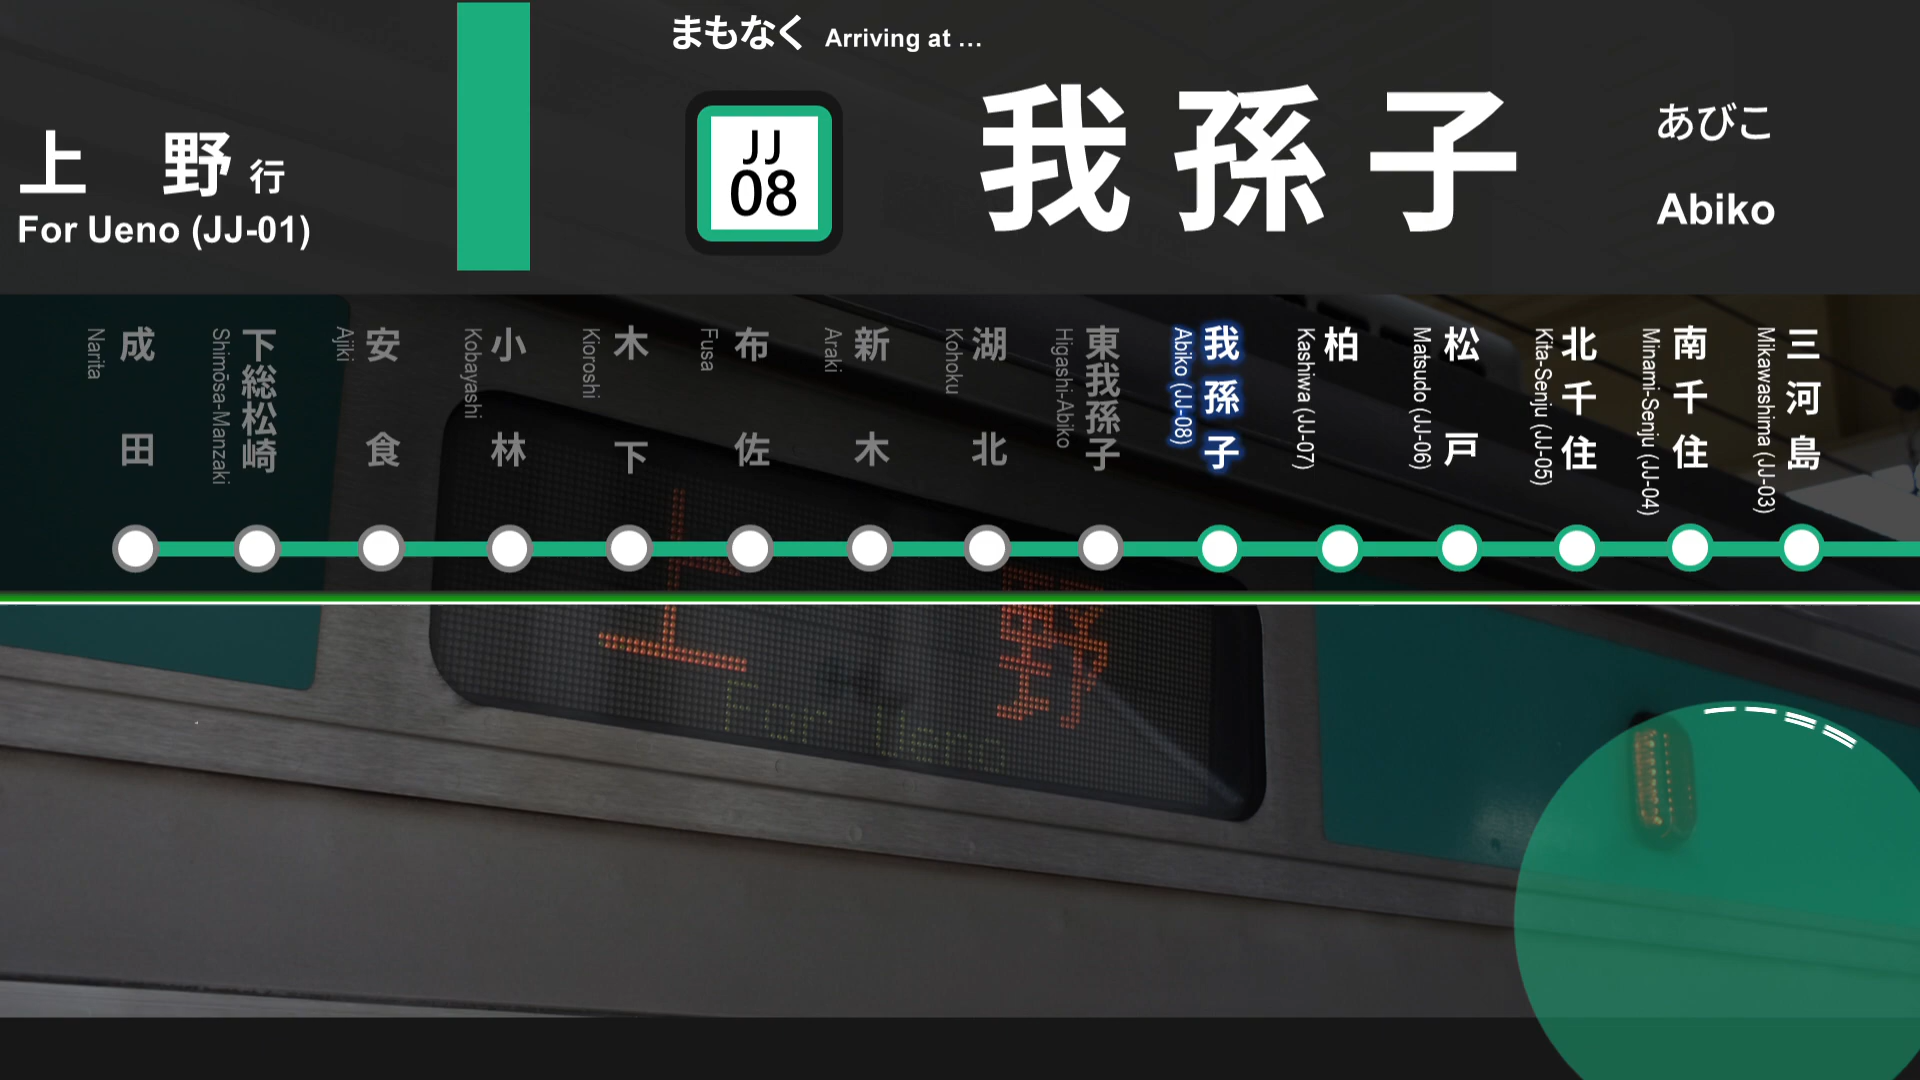 まもなく Arriving at ...
上野行
For Ueno (JJ-01)
JJ
08
我孫子
あびこ
Abiko
成田
Narita
下総松崎
Shimōsa-Manzaki
安食
Ajiki
小林
Kobayashi
木下
Kioroshi
布佐
Fusa
新木
Araki
湖北
Kohoku
東我孫子
Higashi-Abiko
我孫子
Abiko (JJ-08)
柏
Kashiwa (JJ-07)
松戸
Matsudo (JJ-06)
北千住
Kita-Senju (JJ-05)
南千住
Minami-Senju (JJ-04)
三河島
Mikawashima (JJ-03)
上野
For Ueno